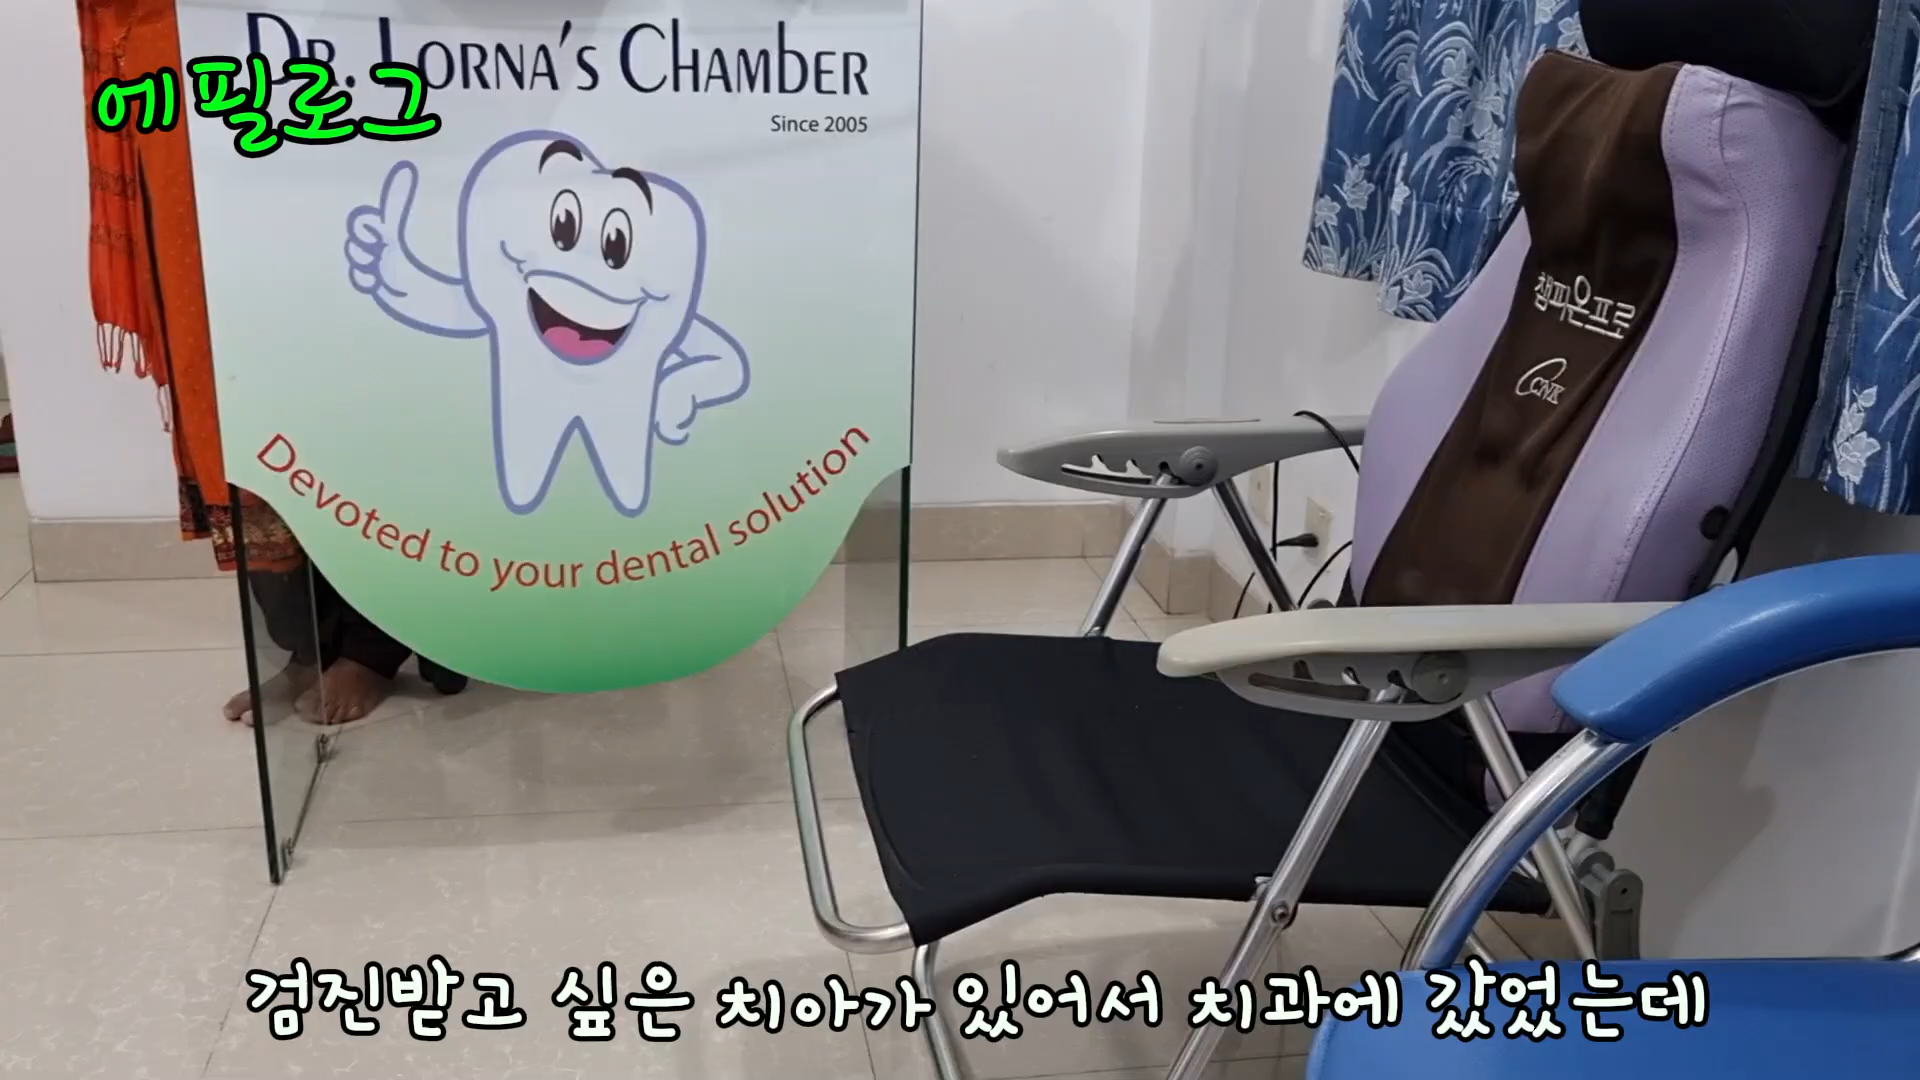 DR. LORNA'S CHAMBER
에필로그
Since 2005
Devoted to your dental solution
챔피온프로
CNK
검진받고 싶은 치아가 있어서 치과에 갔었는데